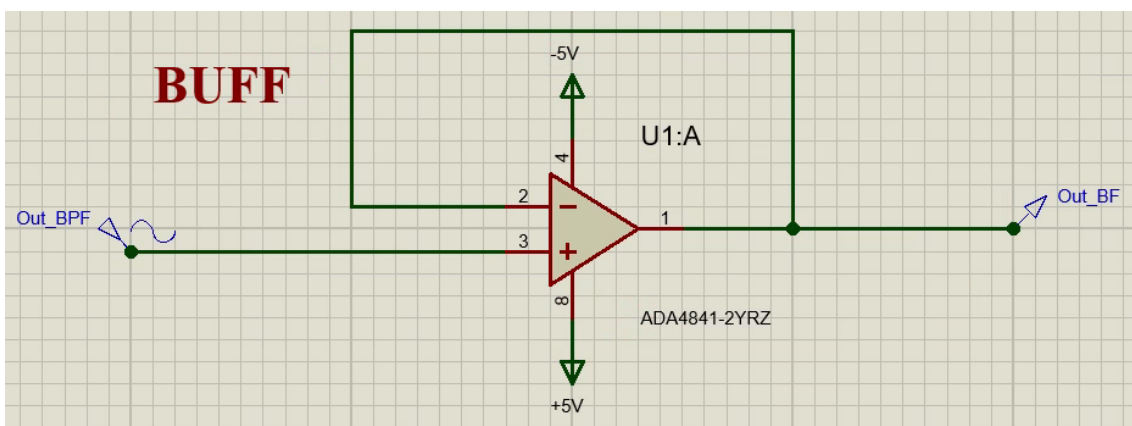 -5V
BUFF
U1:A
4
2
Out_BPF
1
Out_BF
3
8
ADA4841-2YRZ
+5V